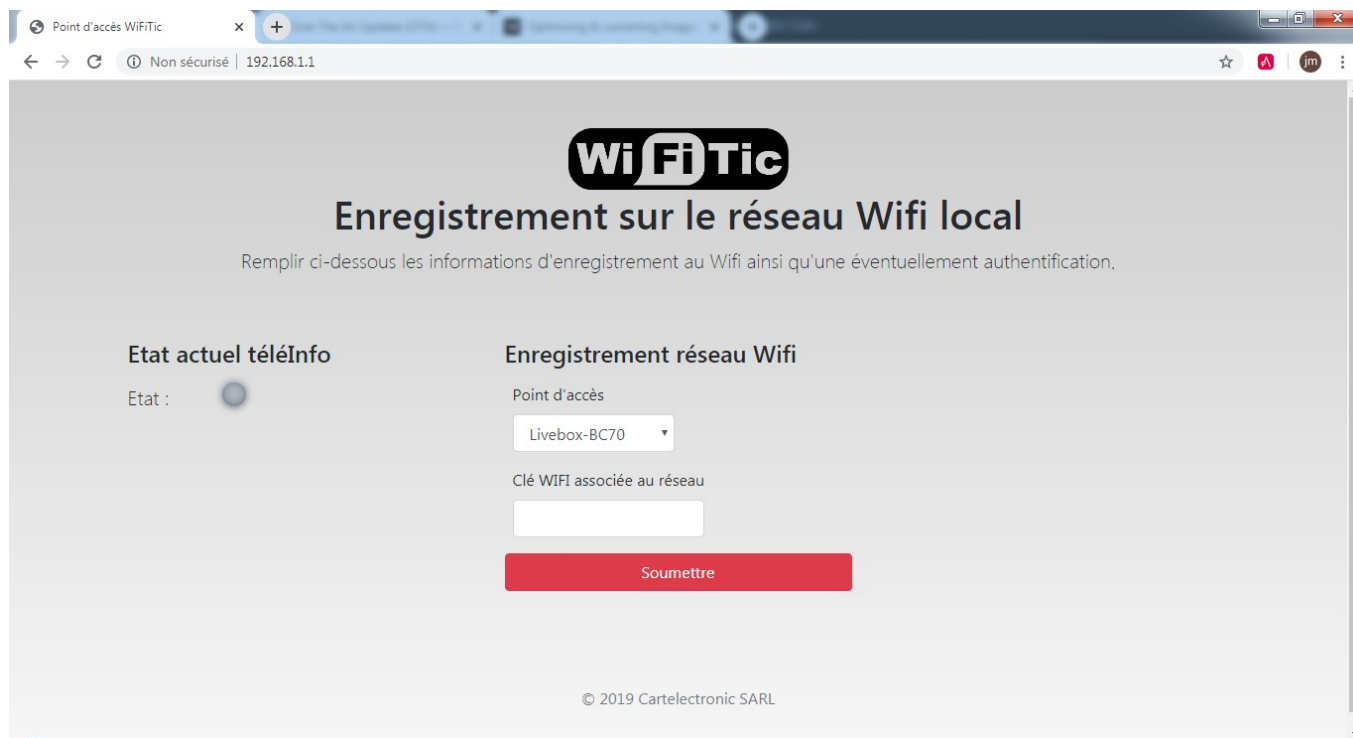 Point d'accès WiFiTic
Non sécurisé | 192.168.1.1
jm
WiFiTic
Enregistrement sur le réseau Wifi local
Remplir ci-dessous les informations d'enregistrement au Wifi ainsi qu'une éventuellement authentification.
Etat actuel téléInfo
Etat :
Enregistrement réseau Wifi
Point d'accès
Livebox-BC70
Clé WIFI associée au réseau
Soumettre
© 2019 Cartelectronic SARL